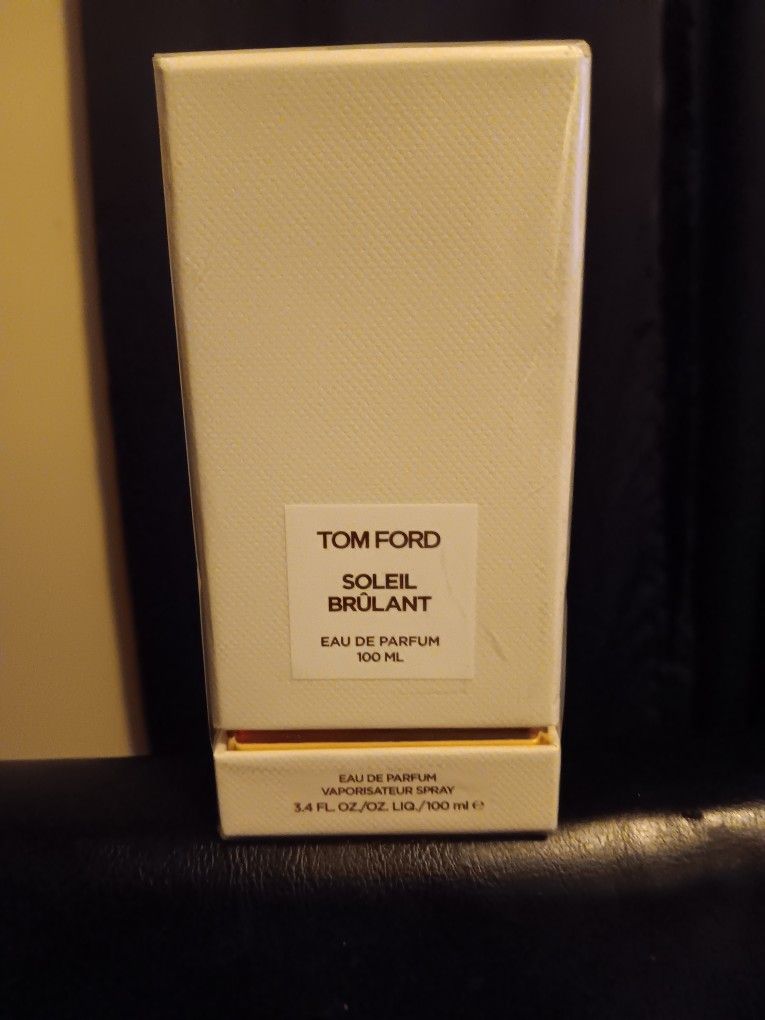 TOM FORD
SOLEIL
BRÛLANT
EAU DE PARFUM
100 ML
EAU DE PARFUM
VAPORISATEUR SPRAY
3.4 FL. OZ./OZ. LIQ./100 ml ℮